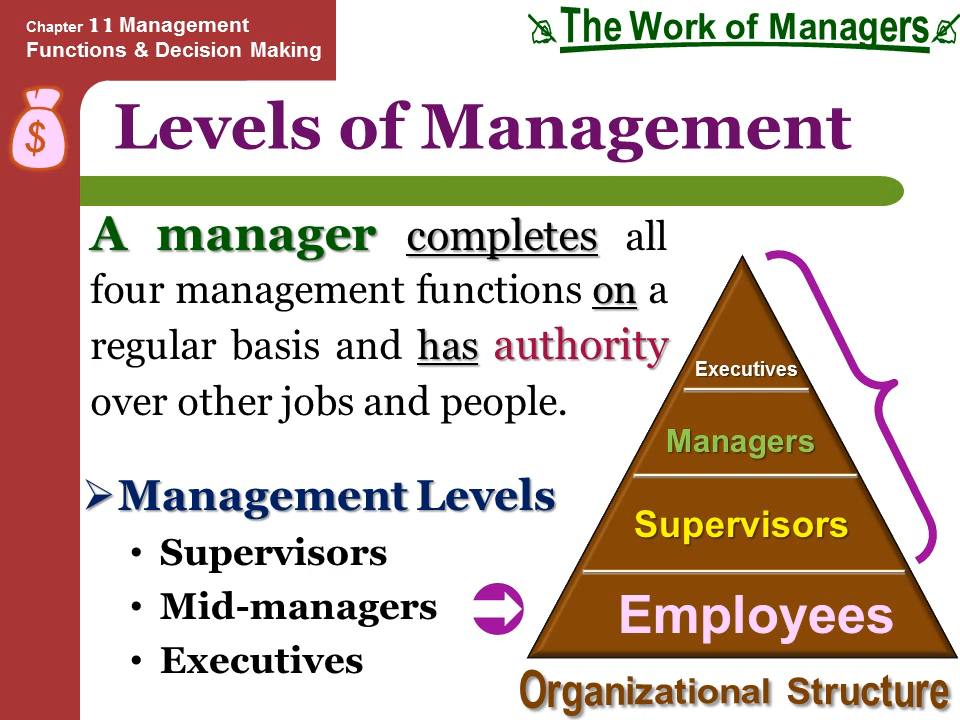 Chapter 11 Management
Functions & Decision Making
The Work of Managers
$
Levels of Management
A manager completes all
four management functions on a
regular basis and has authority
over other jobs and people.
Management Levels
• Supervisors
• Mid-managers
• Executives
Executives
Managers
Supervisors
Employees
Organizational Structure